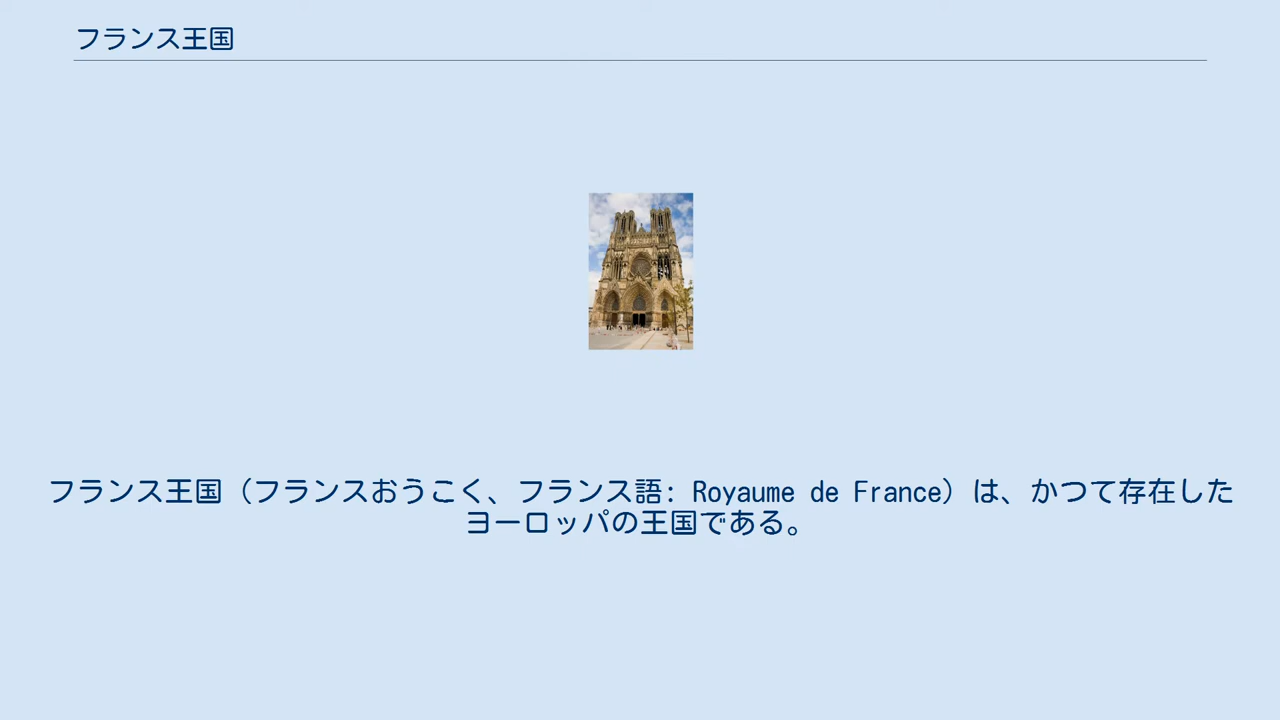 フランス王国
フランス王国（フランスおうこく、フランス語: Royaume de France）は、かつて存在した
ヨーロッパの王国である。